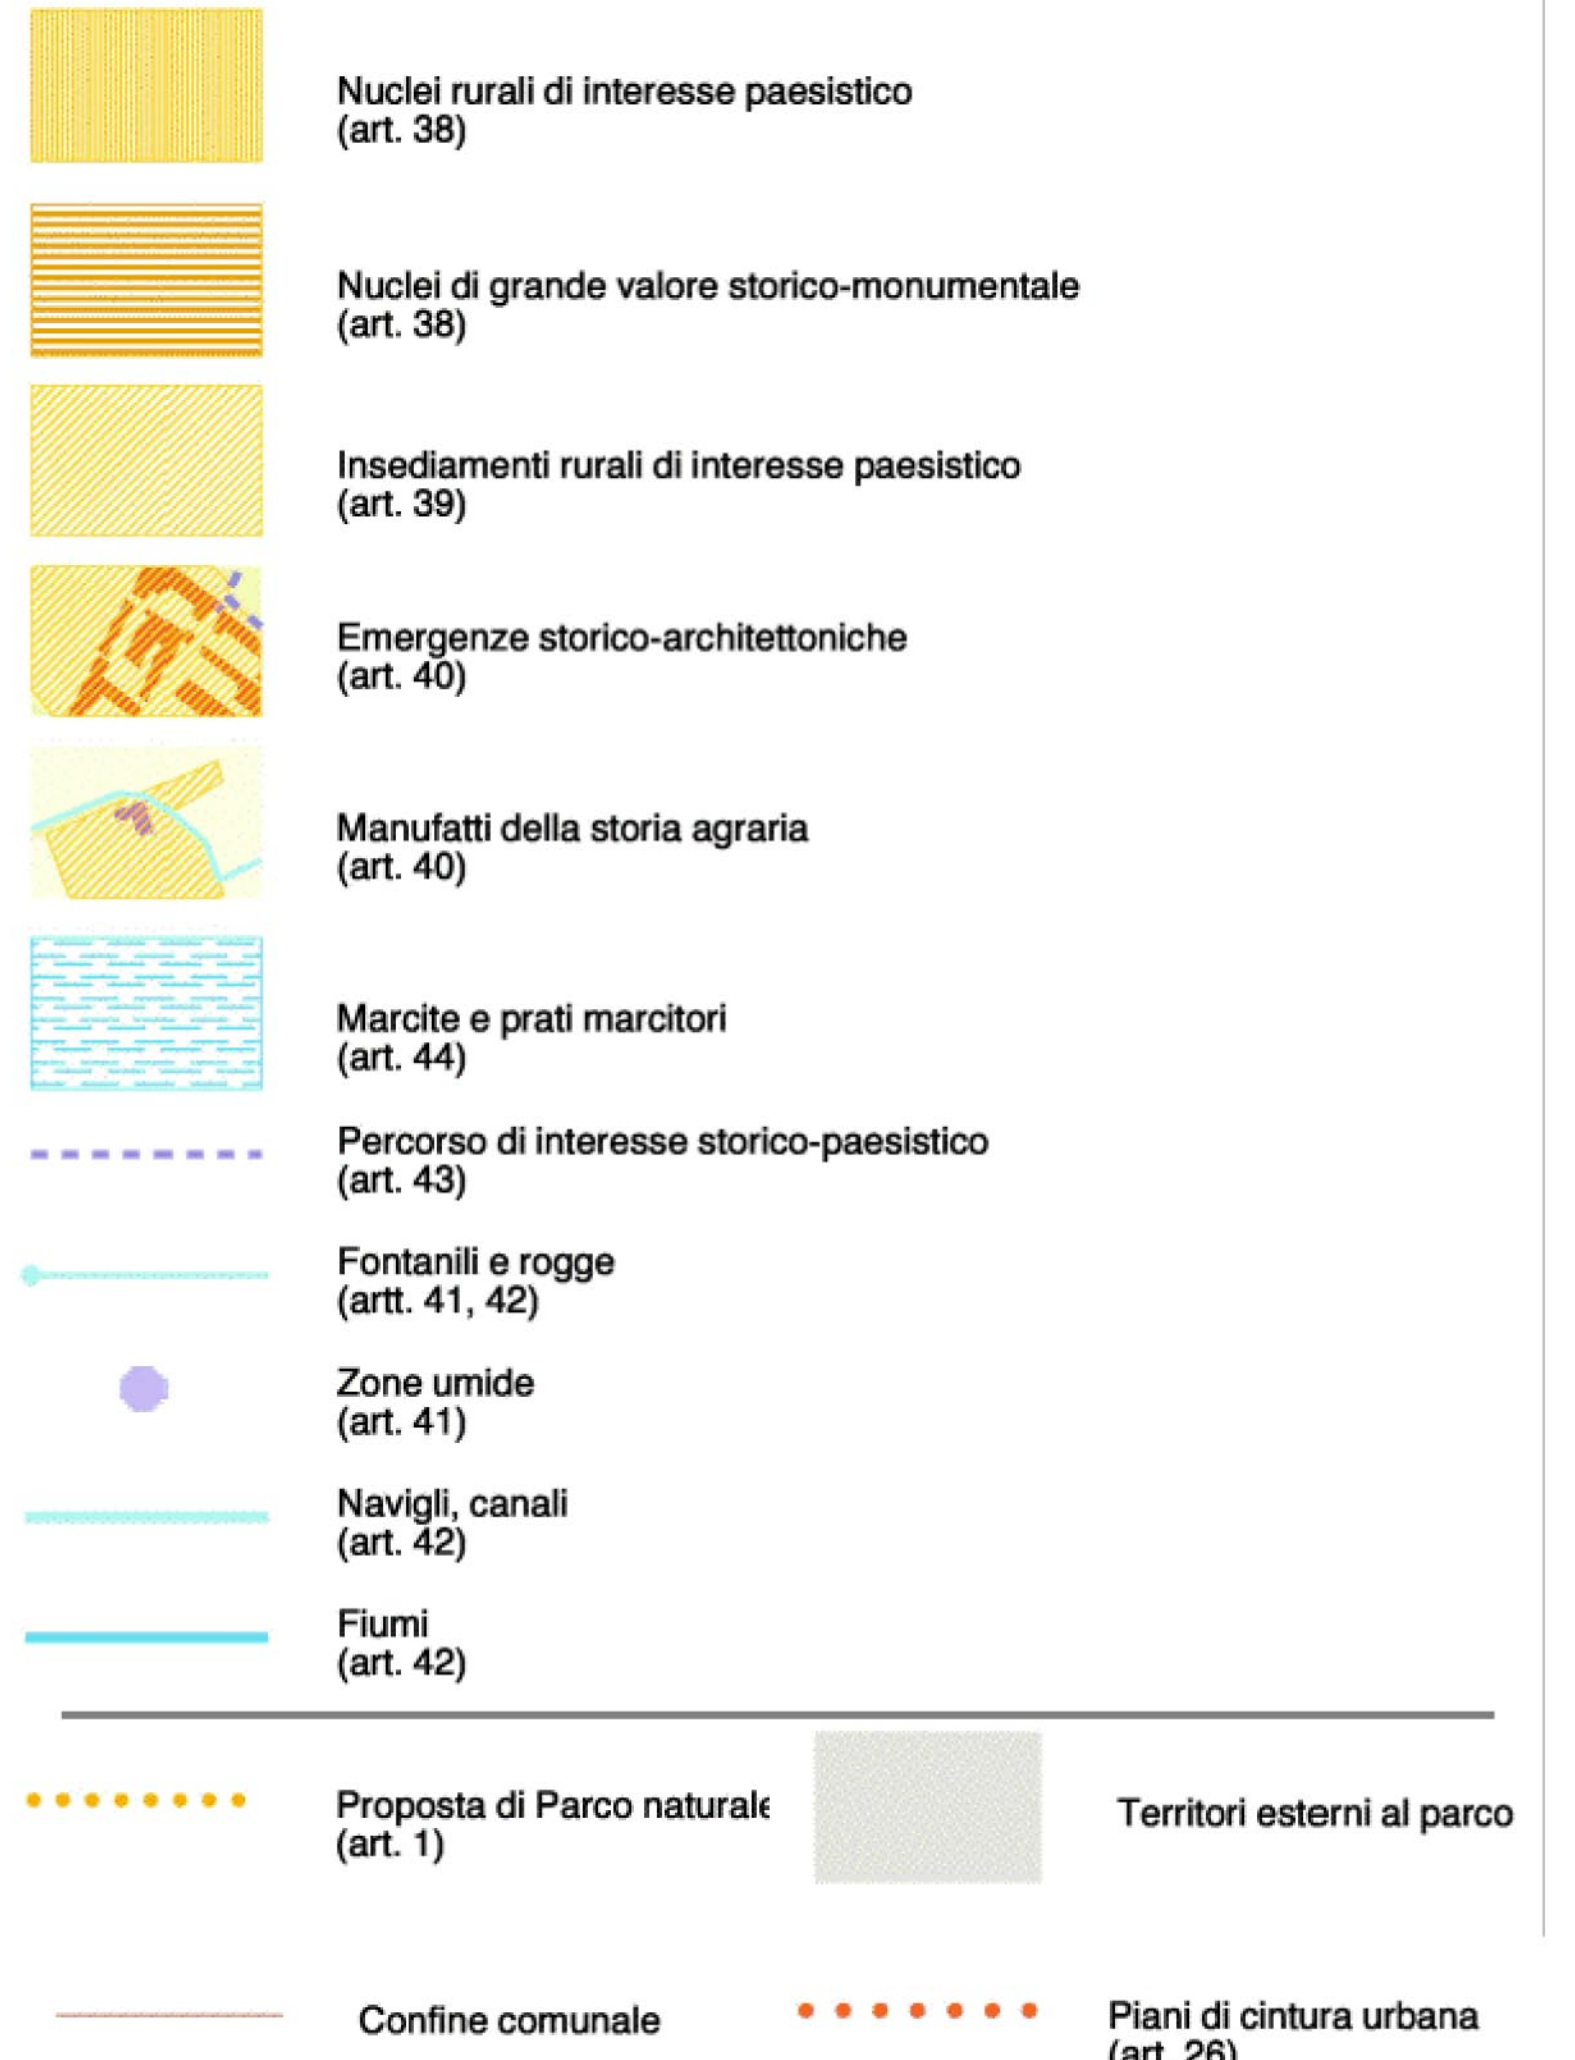 Nuclei rurali di interesse paesistico
(art. 38)
Nuclei di grande valore storico-monumentale
(art. 38)
Insediamenti rurali di interesse paesistico
(art. 39)
Emergenze storico-architettoniche
(art. 40)
Manufatti della storia agraria
(art. 40)
Marcite e prati marcitori
(art. 44)
Percorso di interesse storico-paesistico
(art. 43)
Fontanili e rogge
(artt. 41, 42)
Zone umide
(art. 41)
Navigli, canali
(art. 42)
Fiumi
(art. 42)
Proposta di Parco naturale
(art. 1)
Territori esterni al parco
Confine comunale
Piani di cintura urbana
(art. 26)